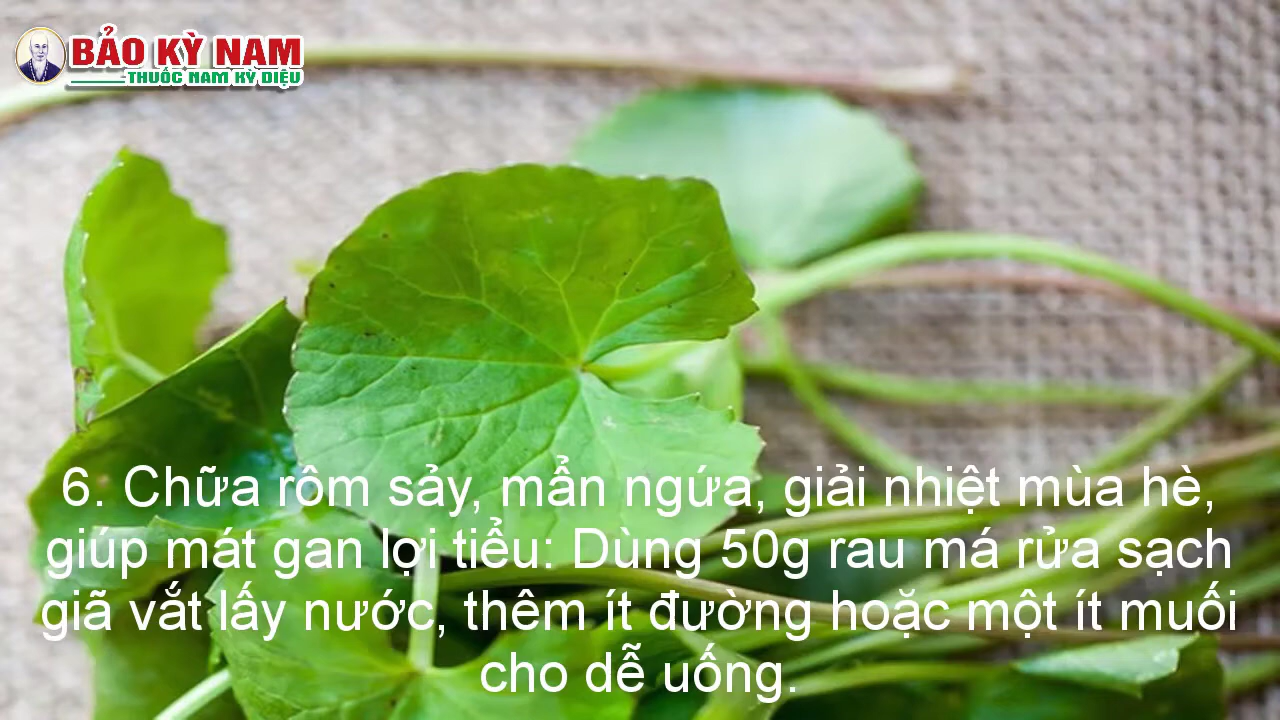 BẢO KỲ NAM
THUỐC NAM KỲ DIỆU
6. Chữa rôm sảy, mẩn ngứa, giải nhiệt mùa hè,
giúp mát gan lợi tiểu: Dùng 50g rau má rửa sạch
giã vắt lấy nước, thêm ít đường hoặc một ít muối
cho dễ uống.